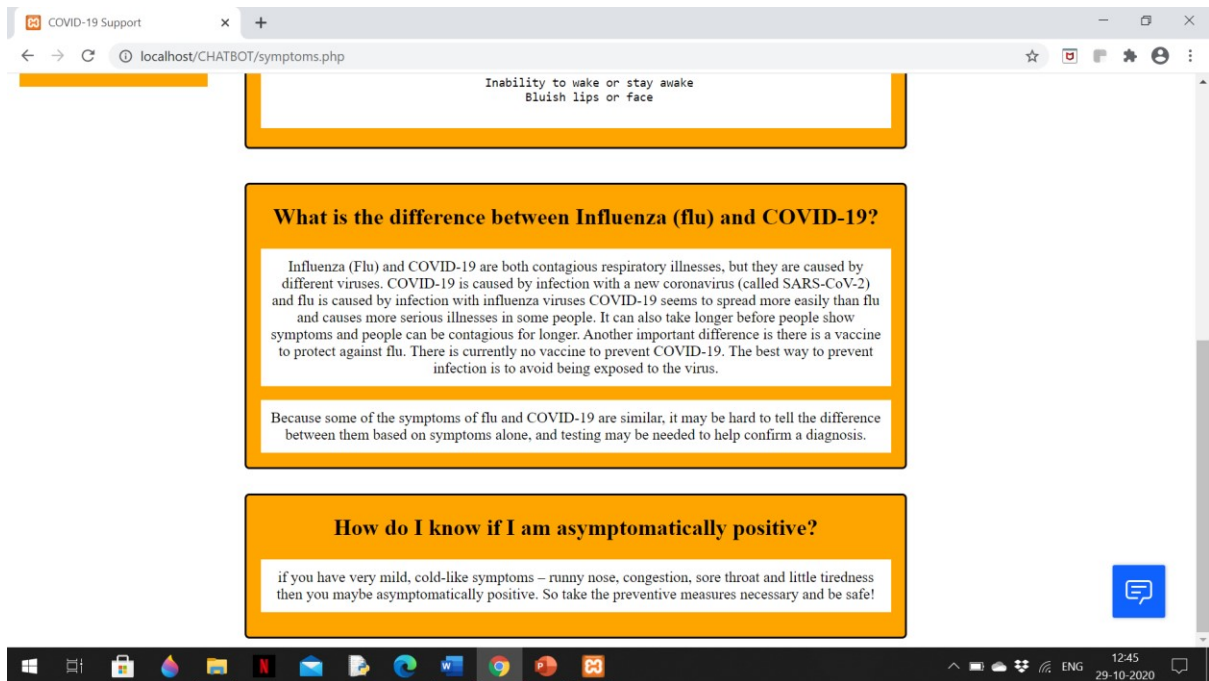 COVID-19 Support
localhost/CHATBOT/symptoms.php
Inability to wake or stay awake
Bluish lips or face
What is the difference between Influenza (flu) and COVID-19?
Influenza (Flu) and COVID-19 are both contagious respiratory illnesses, but they are caused by
different viruses. COVID-19 is caused by infection with a new coronavirus (called SARS-CoV-2)
and flu is caused by infection with influenza viruses COVID-19 seems to spread more easily than flu
and causes more serious illnesses in some people. It can also take longer before people show
symptoms and people can be contagious for longer. Another important difference is there is a vaccine
to protect against flu. There is currently no vaccine to prevent COVID-19. The best way to prevent
infection is to avoid being exposed to the virus.
Because some of the symptoms of flu and COVID-19 are similar, it may be hard to tell the difference
between them based on symptoms alone, and testing may be needed to help confirm a diagnosis.
How do I know if I am asymptomatically positive?
if you have very mild, cold-like symptoms – runny nose, congestion, sore throat and little tiredness
then you maybe asymptomatically positive. So take the preventive measures necessary and be safe!
ENG
12:45
29-10-2020